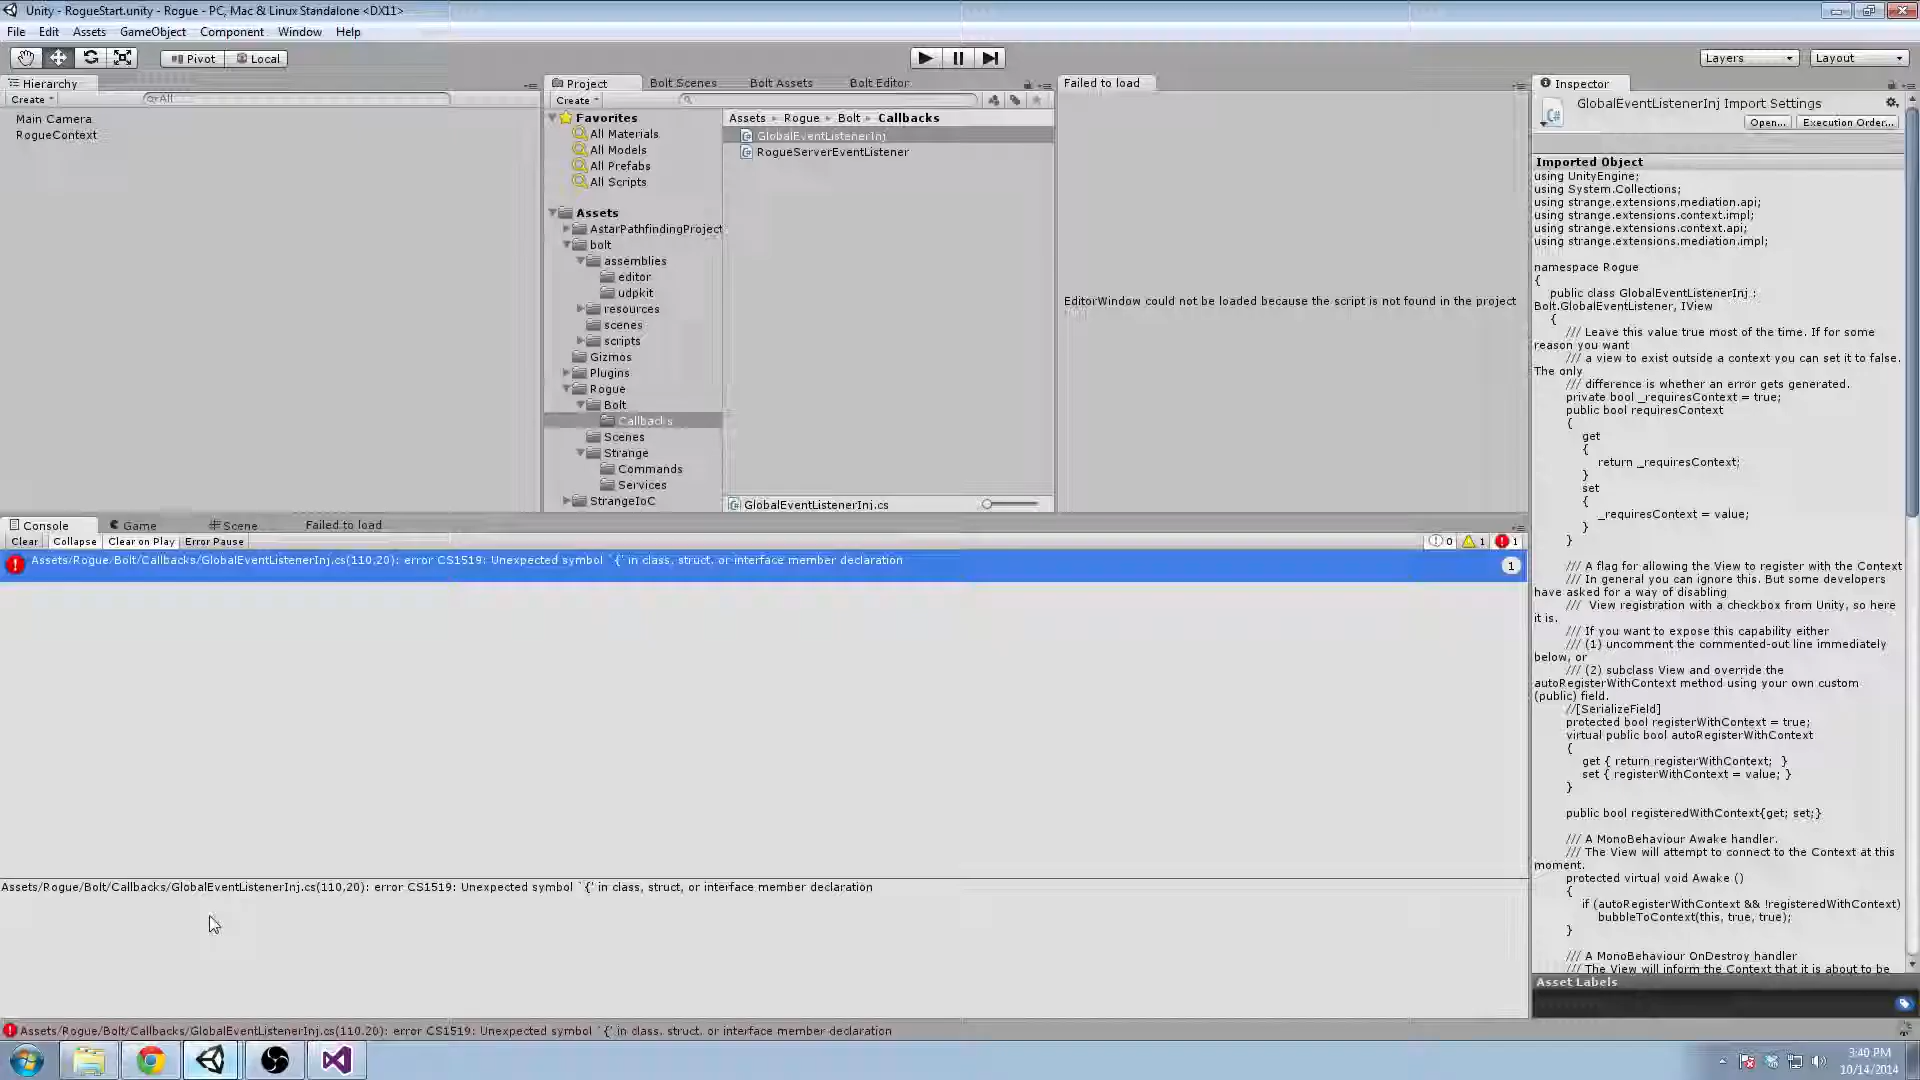 Unity - RogueStart.unity - Rogue - PC, Mac & Linux Standalone <DX11>
File Edit Assets GameObject Component Window Help
Pivot Local Layers Layout
Hierarchy
Create All
Main Camera
RogueContext
Project Bolt Scenes Bolt Assets Bolt Editor
Create
Favorites
All Materials
All Models
All Prefabs
All Scripts
Assets
AstarPathfindingProject
bolt
assemblies
editor
udpkit
resources
scenes
scripts
Gizmos
Plugins
Rogue
Bolt
Callbacks
Scenes
Strange
Commands
Services
StrangeIoC
Assets Rogue Bolt Callbacks
GlobalEventListenerInj
RogueServerEventListener
GlobalEventListenerInj.cs
Failed to load
EditorWindow could not be loaded because the script is not found in the project
Inspector
GlobalEventListenerInj Import Settings
Open... Execution Order...
Imported Object
using UnityEngine;
using System.Collections;
using strange.extensions.mediation.api;
using strange.extensions.context.impl;
using strange.extensions.context.api;
using strange.extensions.mediation.impl;
namespace Rogue
{
public class GlobalEventListenerInj :
Bolt.GlobalEventListener, IView
{
/// Leave this value true most of the time. If for some
reason you want
/// a view to exist outside a context you can set it to false.
The only
/// difference is whether an error gets generated.
private bool _requiresContext = true;
public bool requiresContext
{
get
{
return _requiresContext;
}
set
{
_requiresContext = value;
}
}
/// A flag for allowing the View to register with the Context
/// In general you can ignore this. But some developers
have asked for a way of disabling
/// View registration with a checkbox from Unity, so here
it is.
/// If you want to expose this capability either
/// (1) uncomment the commented-out line immediately
below, or
/// (2) subclass View and override the
autoRegisterWithContext method using your own custom
(public) field.
//[SerializeField]
protected bool registerWithContext = true;
virtual public bool autoRegisterWithContext
{
get { return registerWithContext; }
set { registerWithContext = value; }
}
public bool registeredWithContext{get; set;}
/// A MonoBehaviour Awake handler.
/// The View will attempt to connect to the Context at this
moment.
protected virtual void Awake ()
{
if (autoRegisterWithContext && !registeredWithContext)
bubbleToContext(this, true, true);
}
/// A MonoBehaviour OnDestroy handler
/// The View will inform the Context that it is about to be
Asset Labels
Console Game Scene Failed to load
Clear Collapse Clear on Play Error Pause 0 1 1
Assets/Rogue/Bolt/Callbacks/GlobalEventListenerInj.cs(110,20): error CS1519: Unexpected symbol `{' in class, struct, or interface member declaration
1
Assets/Rogue/Bolt/Callbacks/GlobalEventListenerInj.cs(110,20): error CS1519: Unexpected symbol `{' in class, struct, or interface member declaration
Assets/Rogue/Bolt/Callbacks/GlobalEventListenerInj.cs(110,20): error CS1519: Unexpected symbol `{' in class, struct, or interface member declaration
3:40 PM
10/14/2014